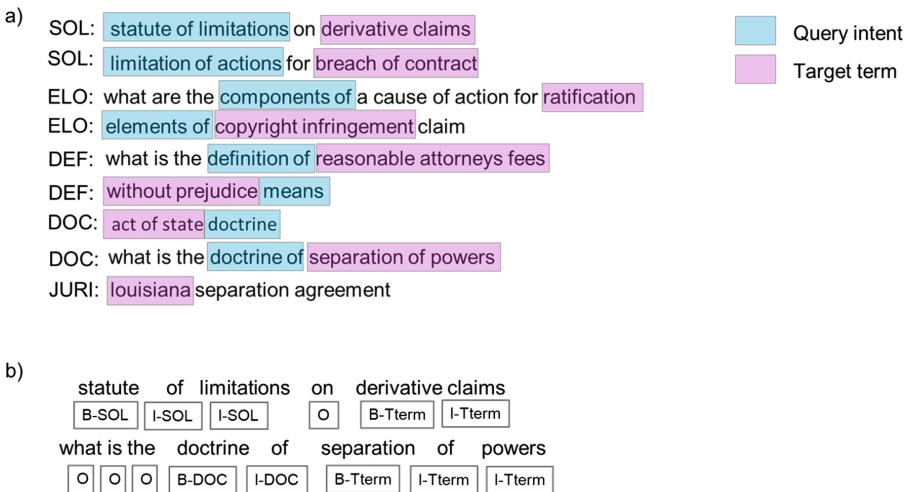 a)
SOL: statute of limitations on derivative claims
Query intent
SOL: limitation of actions for breach of contract
Target term
ELO: what are the components of a cause of action for ratification
ELO: elements of copyright infringement claim
DEF: what is the definition of reasonable attorneys fees
DEF: without prejudice means
DOC: act of state doctrine
DOC: what is the doctrine of separation of powers
JURI: louisiana separation agreement
b)
statute of limitations on derivative claims
B-SOL I-SOL I-SOL O B-Tterm I-Tterm
what is the doctrine of separation of powers
O O O B-DOC I-DOC B-Tterm I-Tterm I-Tterm